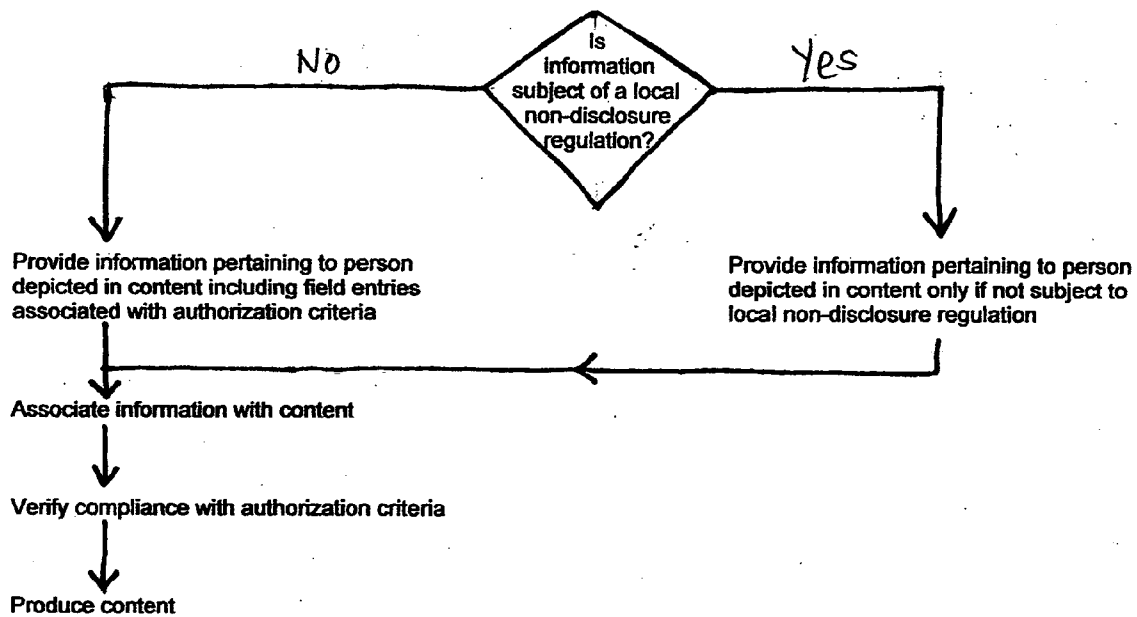 Is
information
subject of a local
non-disclosure
regulation?
No
Yes
Provide information pertaining to person
depicted in content including field entries
associated with authorization criteria
Provide information pertaining to person
depicted in content only if not subject to
local non-disclosure regulation
Associate information with content
Verify compliance with authorization criteria
Produce content